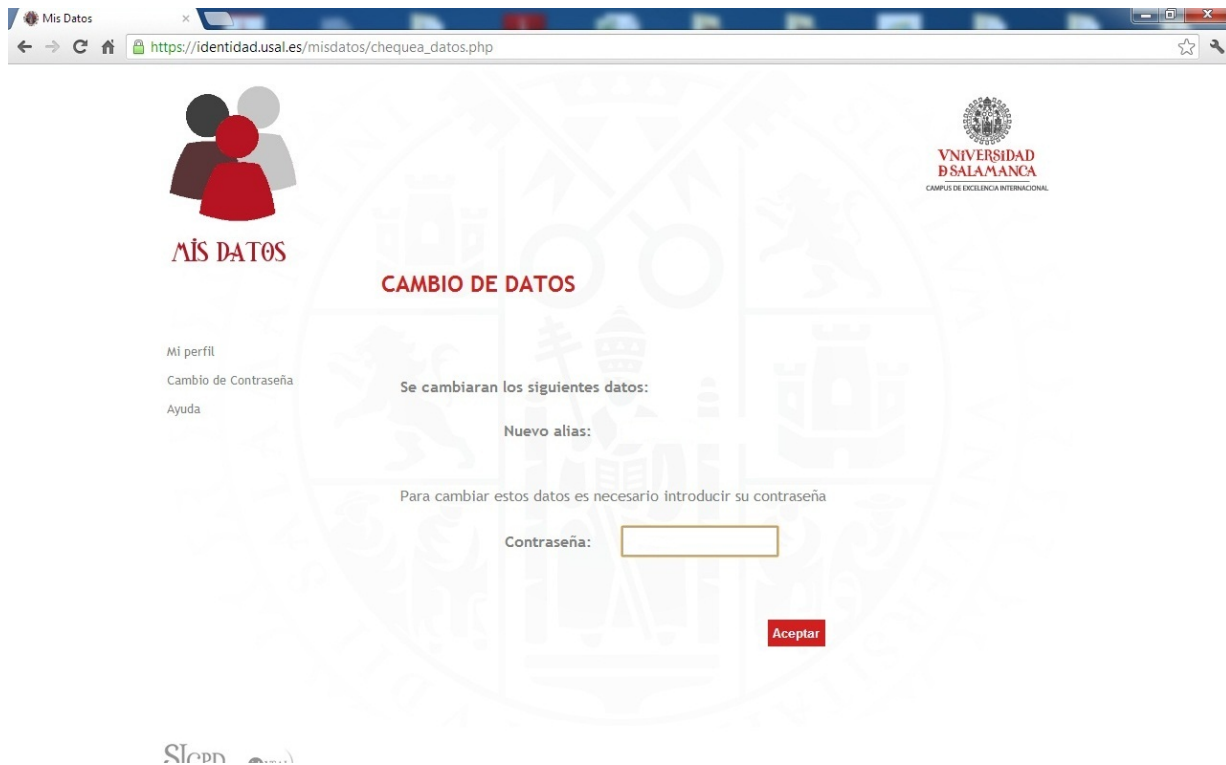 Mis Datos
https://identidad.usal.es/misdatos/chequea_datos.php
VNIVERSIDAD
D SALAMANCA
CAMPUS DE EXCELENCIA INTERNACIONAL
MIS DATOS
CAMBIO DE DATOS
Mi perfil
Cambio de Contraseña
Ayuda
Se cambiaran los siguientes datos:
Nuevo alias:
Para cambiar estos datos es necesario introducir su contraseña
Contraseña:
Aceptar
SICPD